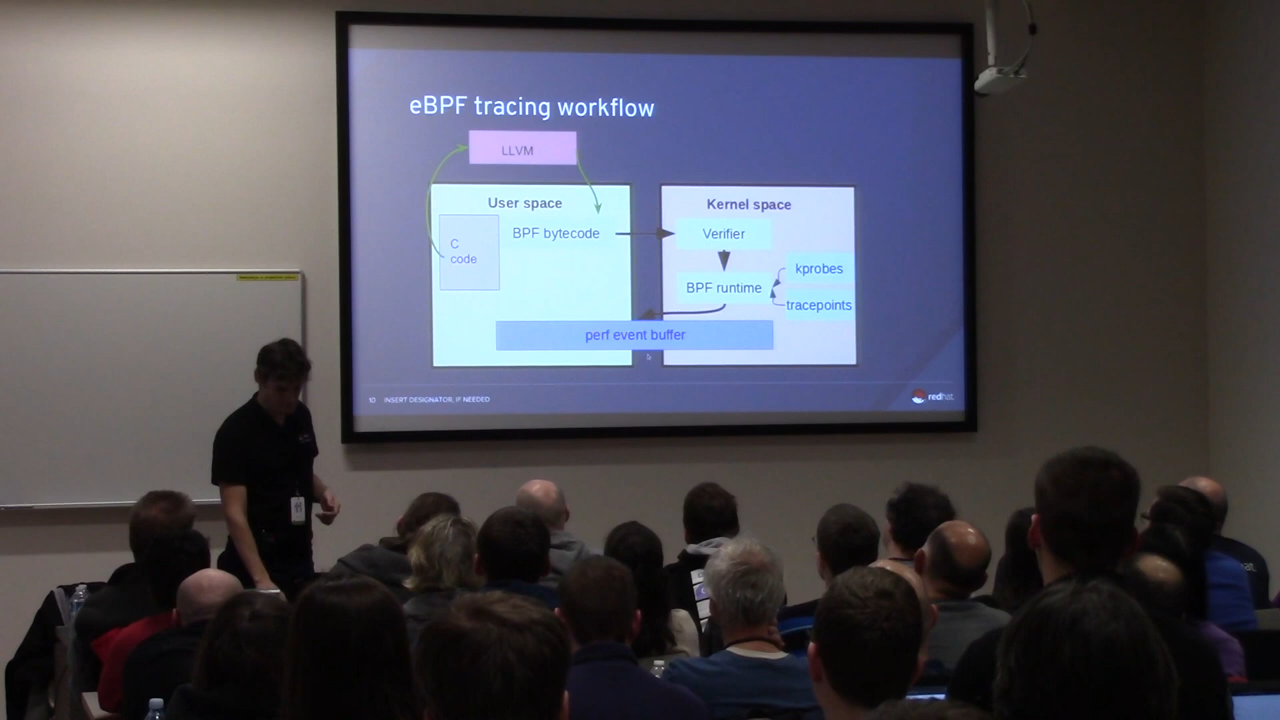 eBPF tracing workflow
LLVM
User space
Kernel space
C
code
BPF bytecode
Verifier
BPF runtime
kprobes
tracepoints
perf event buffer
10 INSERT DESIGNATOR, IF NEEDED
redhat.